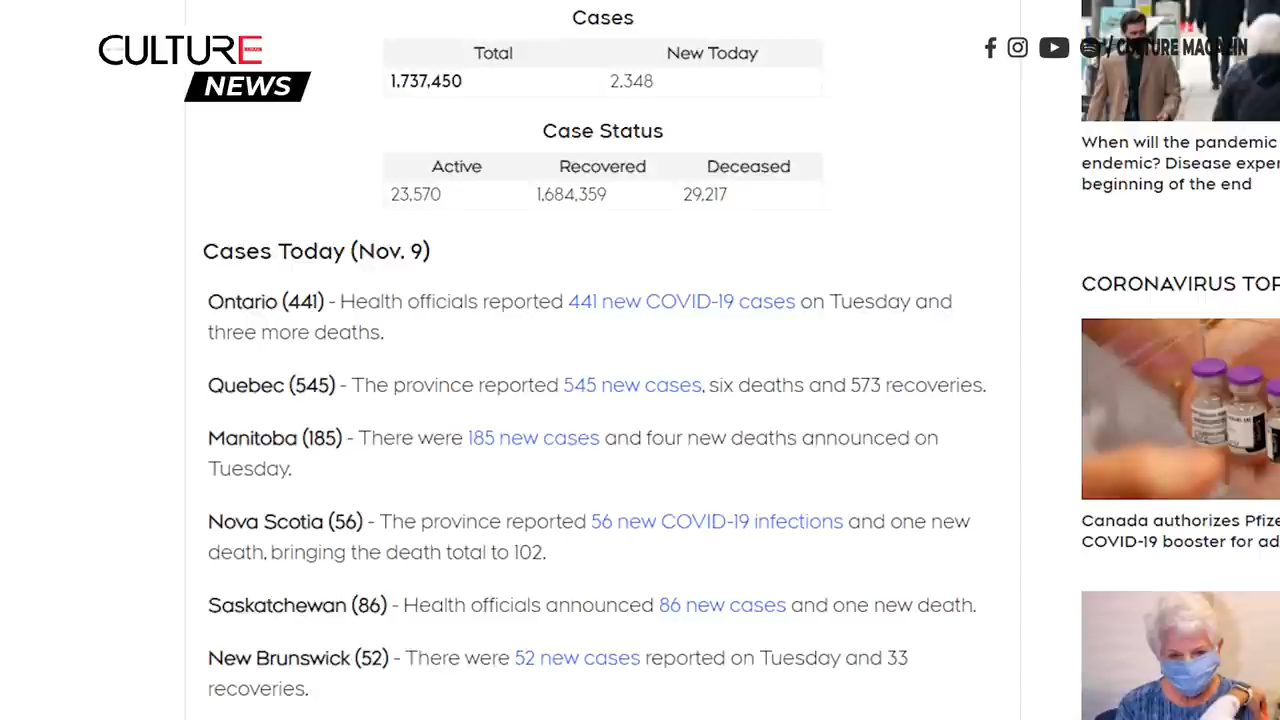 CULTURE
NEWS
/ CULTURE MAGAZIN
Cases
Total New Today
1,737,450 2,348
Case Status
Active Recovered Deceased
23,570 1,684,359 29,217
Cases Today (Nov. 9)
Ontario (441) - Health officials reported 441 new COVID-19 cases on Tuesday and
three more deaths.
Quebec (545) - The province reported 545 new cases, six deaths and 573 recoveries.
Manitoba (185) - There were 185 new cases and four new deaths announced on
Tuesday.
Nova Scotia (56) - The province reported 56 new COVID-19 infections and one new
death, bringing the death total to 102.
Saskatchewan (86) - Health officials announced 86 new cases and one new death.
New Brunswick (52) - There were 52 new cases reported on Tuesday and 33
recoveries.
When will the pandemic
endemic? Disease exper
beginning of the end
CORONAVIRUS TOP
Canada authorizes Pfize
COVID-19 booster for ad